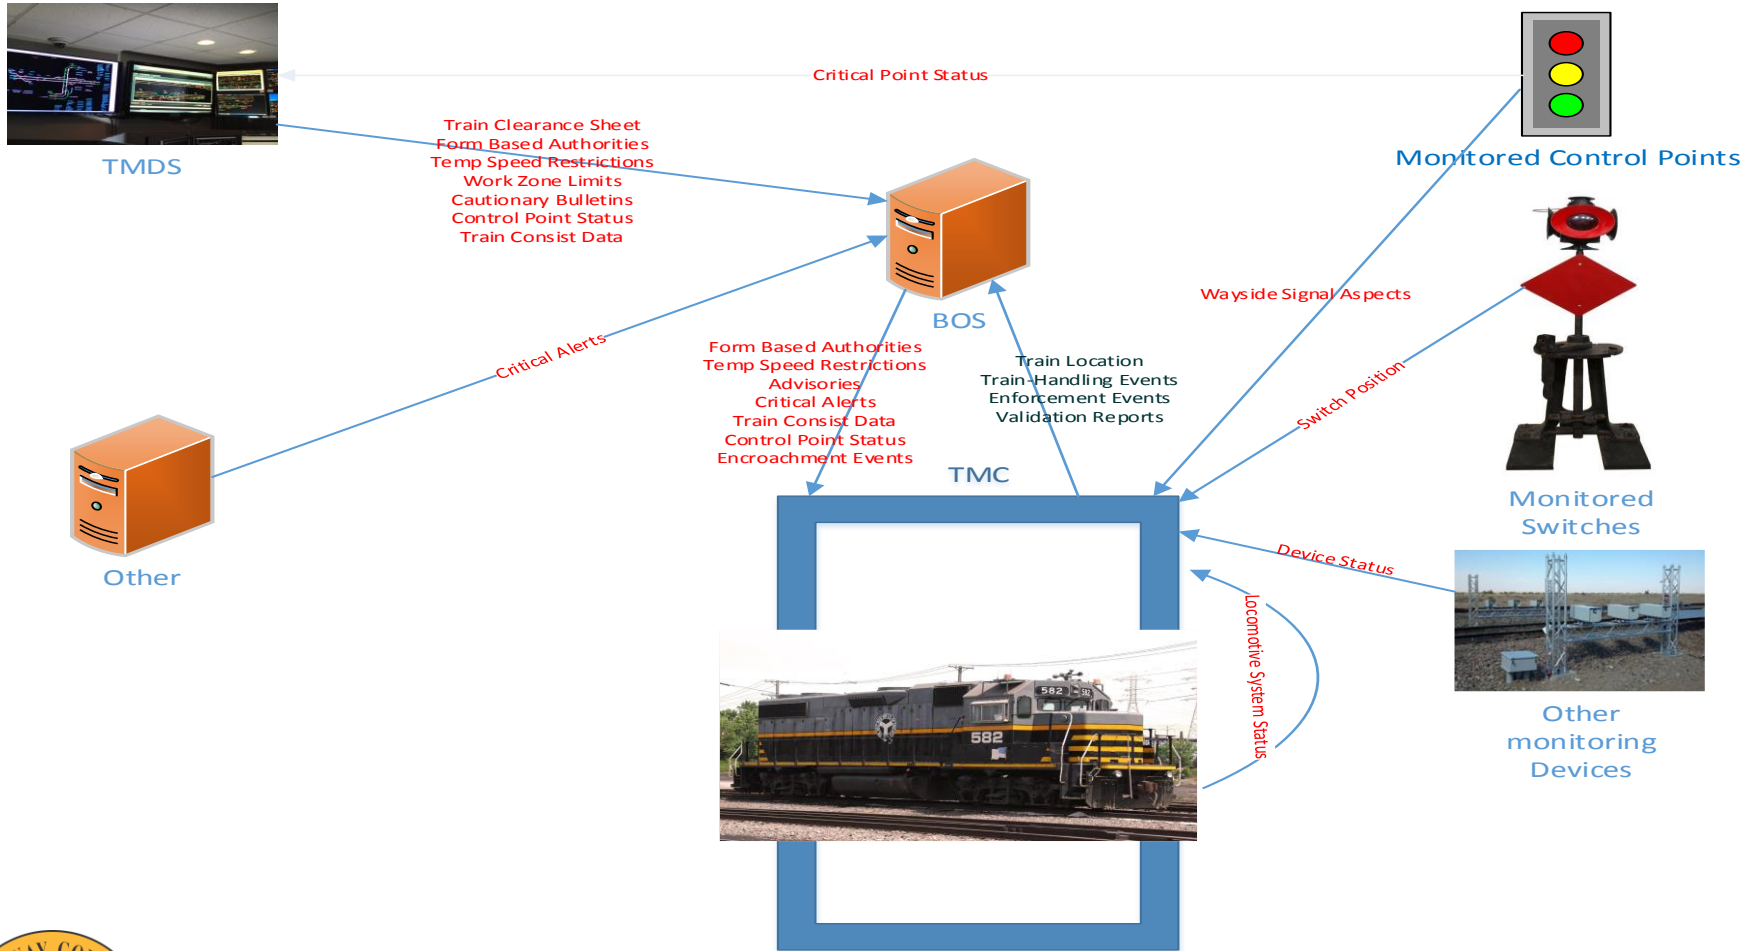 Critical Point Status
TMDS
Train Clearance Sheet
Form Based Authorities
Temp Speed Restrictions
Work Zone Limits
Cautionary Bulletins
Control Point Status
Train Consist Data
Monitored Control Points
BOS
Wayside Signal Aspects
Critical Alerts
Form Based Authorities
Temp Speed Restrictions
Advisories
Critical Alerts
Train Consist Data
Control Point Status
Encroachment Events
Train Location
Train-Handling Events
Enforcement Events
Validation Reports
Switch Position
TMC
Monitored
Switches
Other
Device Status
Locomotive System Status
582
582
582
Other
monitoring
Devices